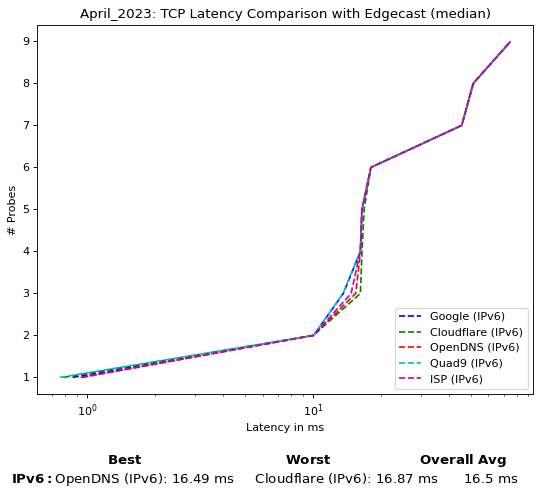 April_2023: TCP Latency Comparison with Edgecast (median)
# Probes
9
8
7
6
5
4
3
2
1
10⁰
10¹
Latency in ms
Google (IPv6)
Cloudflare (IPv6)
OpenDNS (IPv6)
Quad9 (IPv6)
ISP (IPv6)
Best Worst Overall Avg
IPv6: OpenDNS (IPv6): 16.49 ms Cloudflare (IPv6): 16.87 ms 16.5 ms